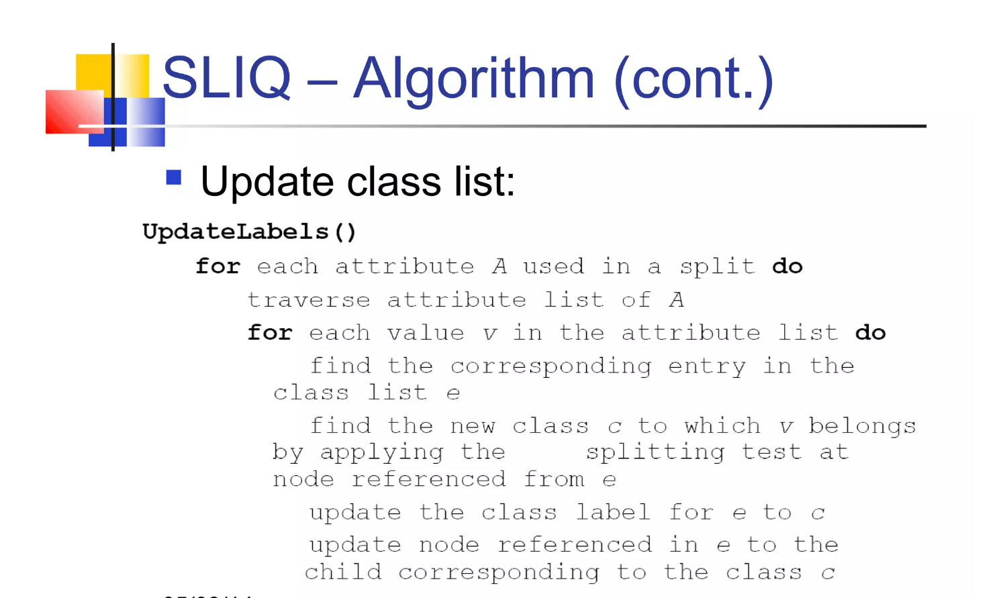 SLIQ – Algorithm (cont.)
Update class list:
UpdateLabels()
for each attribute A used in a split do
traverse attribute list of A
for each value v in the attribute list do
find the corresponding entry in the
class list e
find the new class c to which v belongs
by applying the splitting test at
node referenced from e
update the class label for e to c
update node referenced in e to the
child corresponding to the class c